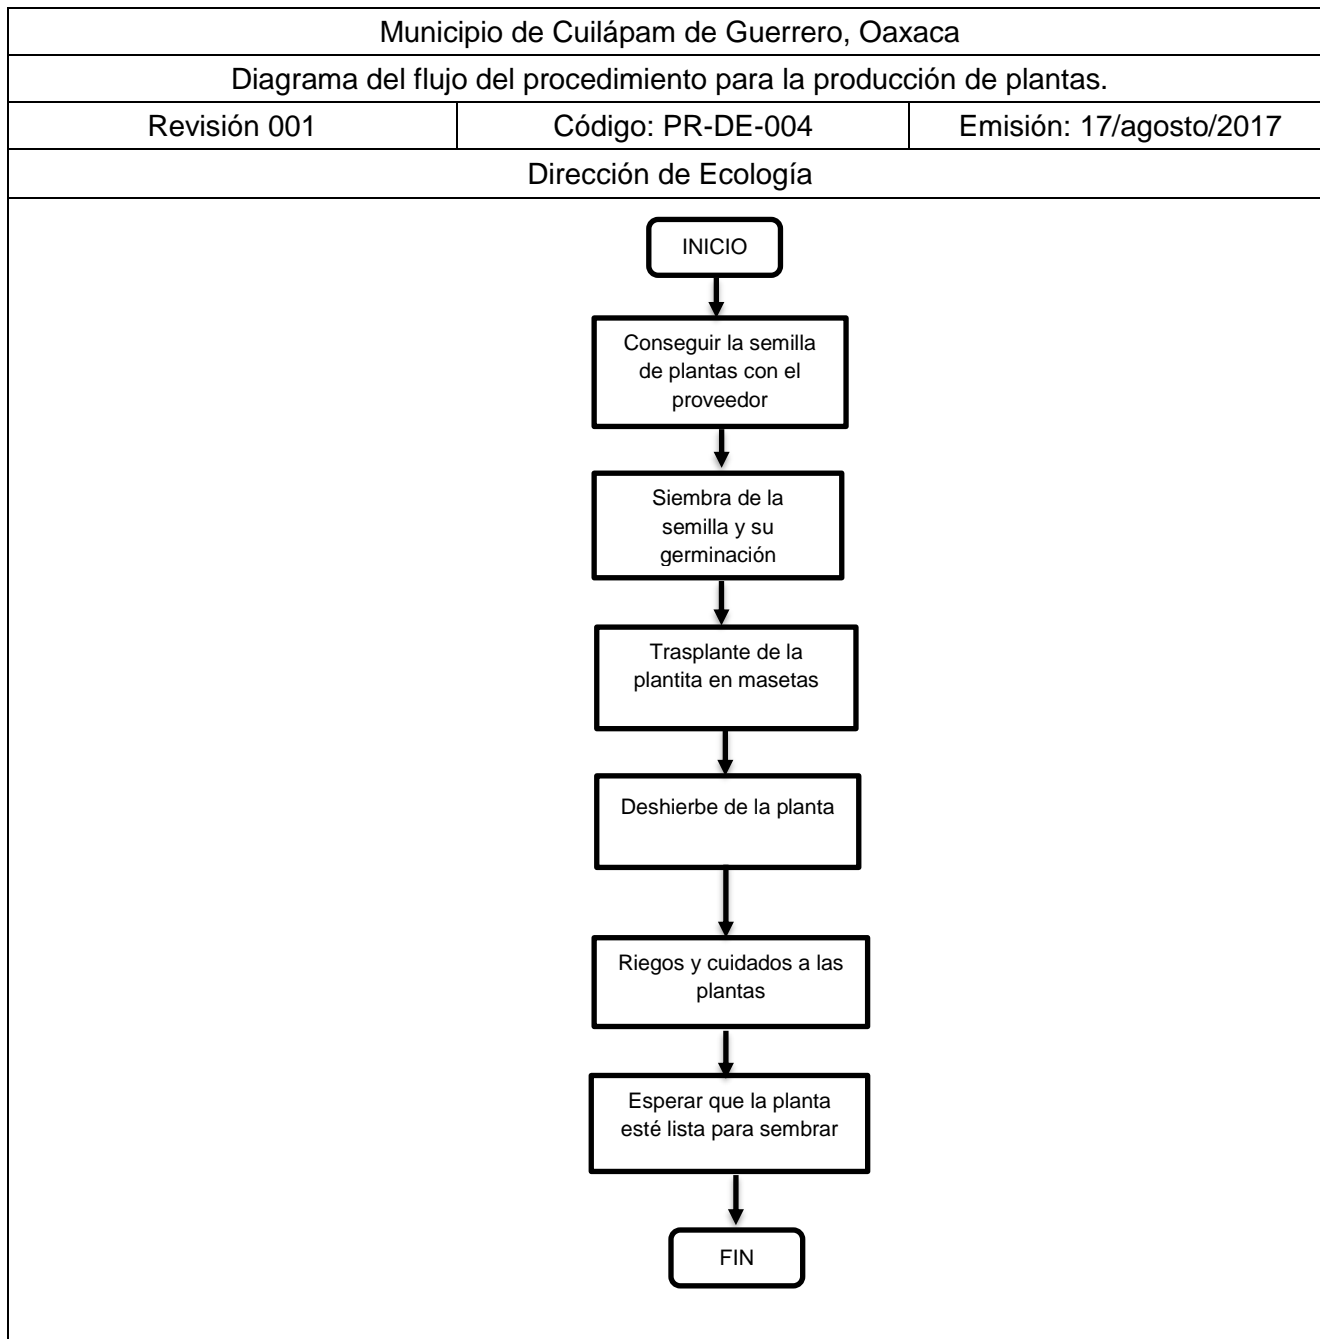 Municipio de Cuilápam de Guerrero, Oaxaca
Diagrama del flujo del procedimiento para la producción de plantas.
Revisión 001
Código: PR-DE-004
Emisión: 17/agosto/2017
Dirección de Ecología
INICIO
Conseguir la semilla
de plantas con el
proveedor
Siembra de la
semilla y su
germinación
Trasplante de la
plantita en masetas
Deshierbe de la planta
Riegos y cuidados a las
plantas
Esperar que la planta
esté lista para sembrar
FIN